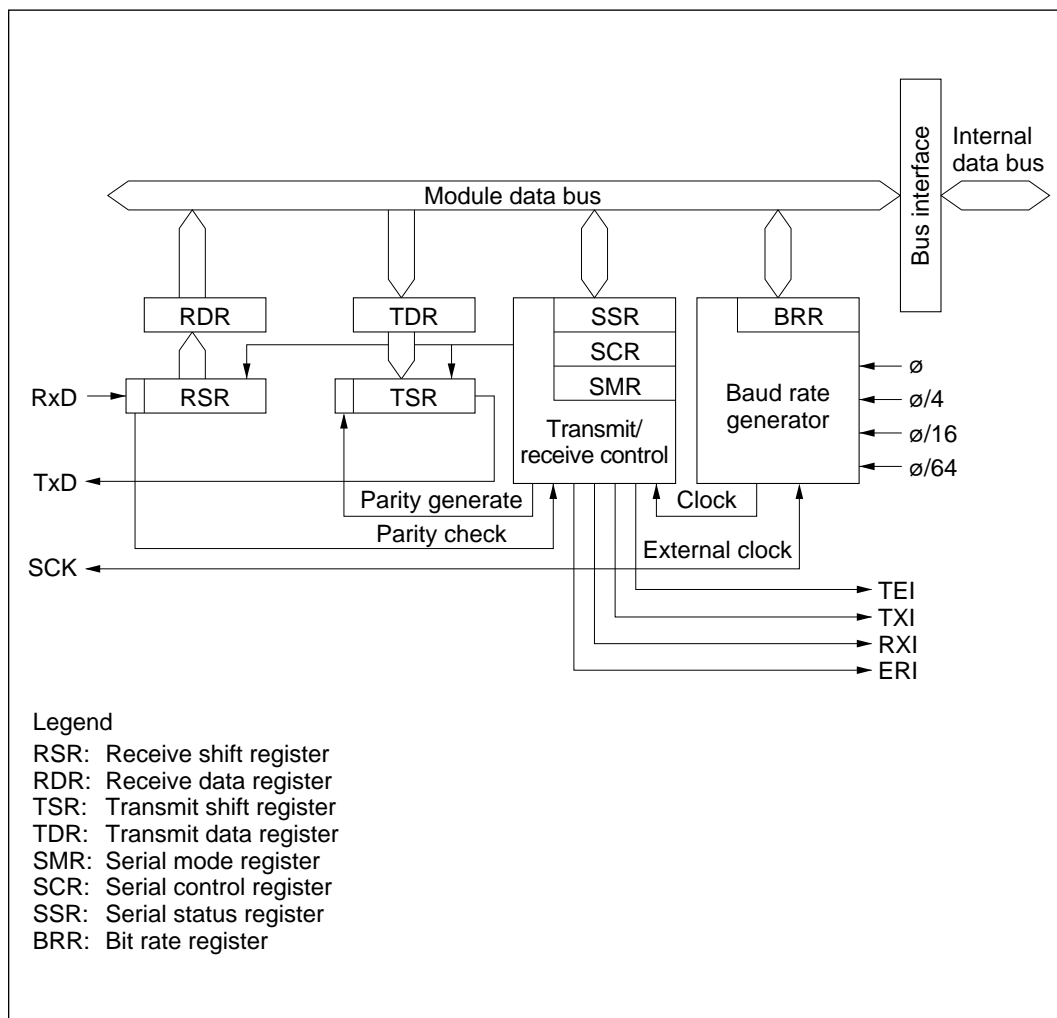 Bus interface
Internal
data bus
Module data bus
RDR
TDR
SSR
SCR
SMR
BRR
RxD
RSR
TSR
Transmit/
receive control
Baud rate
generator
ø
ø/4
ø/16
ø/64
TxD
Parity generate
Parity check
Clock
External clock
SCK
TEI
TXI
RXI
ERI
Legend
RSR: Receive shift register
RDR: Receive data register
TSR: Transmit shift register
TDR: Transmit data register
SMR: Serial mode register
SCR: Serial control register
SSR: Serial status register
BRR: Bit rate register